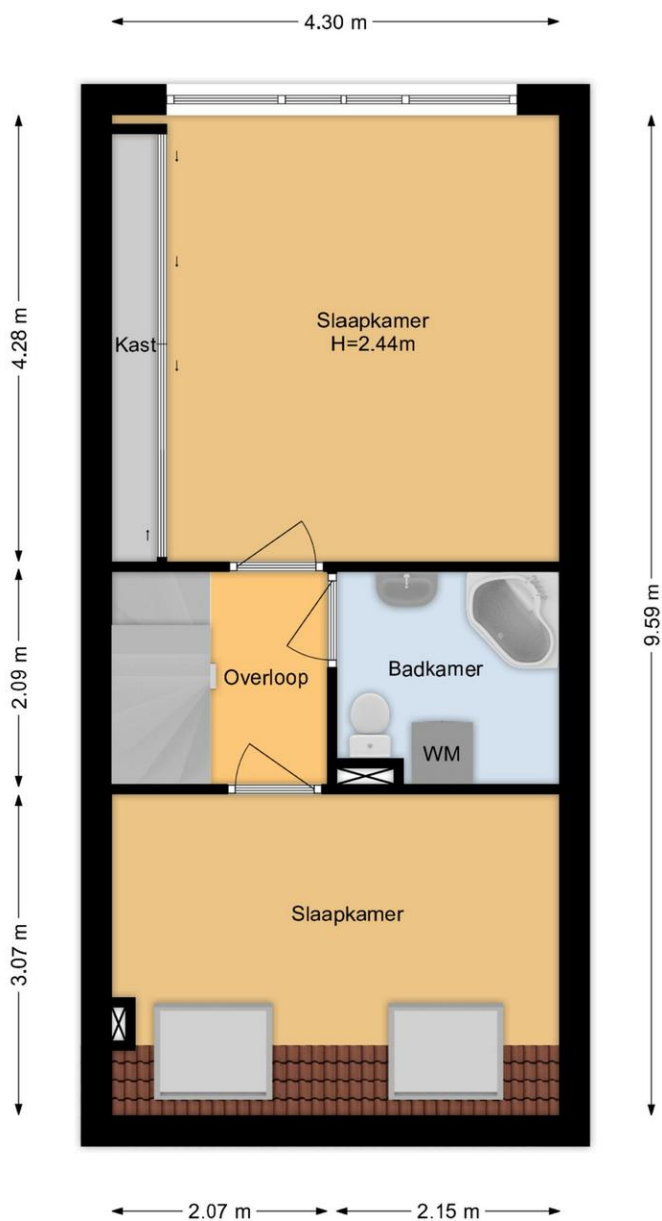 4.30 m
4.28 m
Kast
Slaapkamer
H=2.44m
9.59 m
2.09 m
Overloop
Badkamer
WM
3.07 m
Slaapkamer
2.07 m
2.15 m